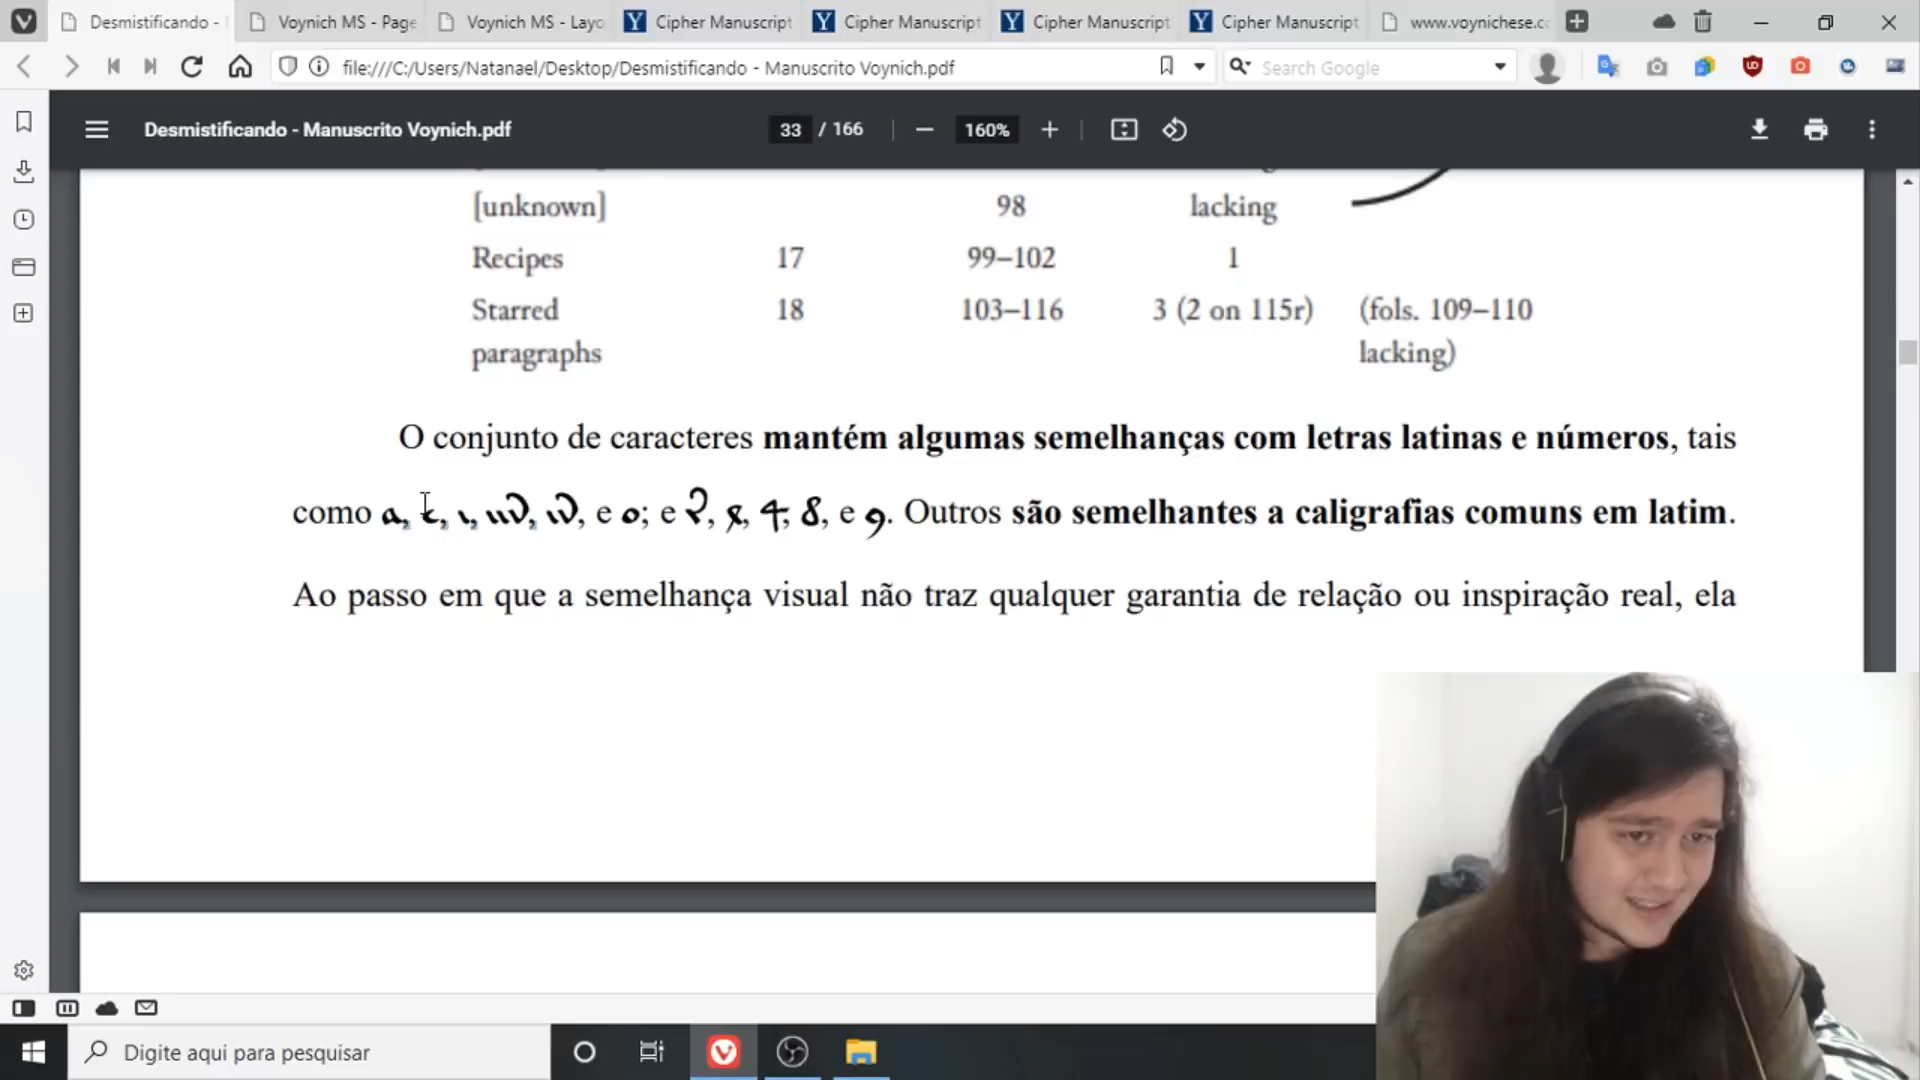 Desmistificando -
Voynich MS - Page
Voynich MS - Layo
Cipher Manuscript
Cipher Manuscript
Cipher Manuscript
Cipher Manuscript
www.voynichese.c
file:///C:/Users/Natanael/Desktop/Desmistificando - Manuscrito Voynich.pdf
Search Google
Desmistificando - Manuscrito Voynich.pdf
33 / 166
160%
[unknown] 98 lacking
Recipes 17 99–102 1
Starred 18 103–116 3 (2 on 115r) (fols. 109–110
paragraphs lacking)
O conjunto de caracteres mantém algumas semelhanças com letras latinas e números, tais
como a, , , , , e o; e , , 4, 8, e 9. Outros são semelhantes a caligrafias comuns em latim.
Ao passo em que a semelhança visual não traz qualquer garantia de relação ou inspiração real, ela
Digite aqui para pesquisar